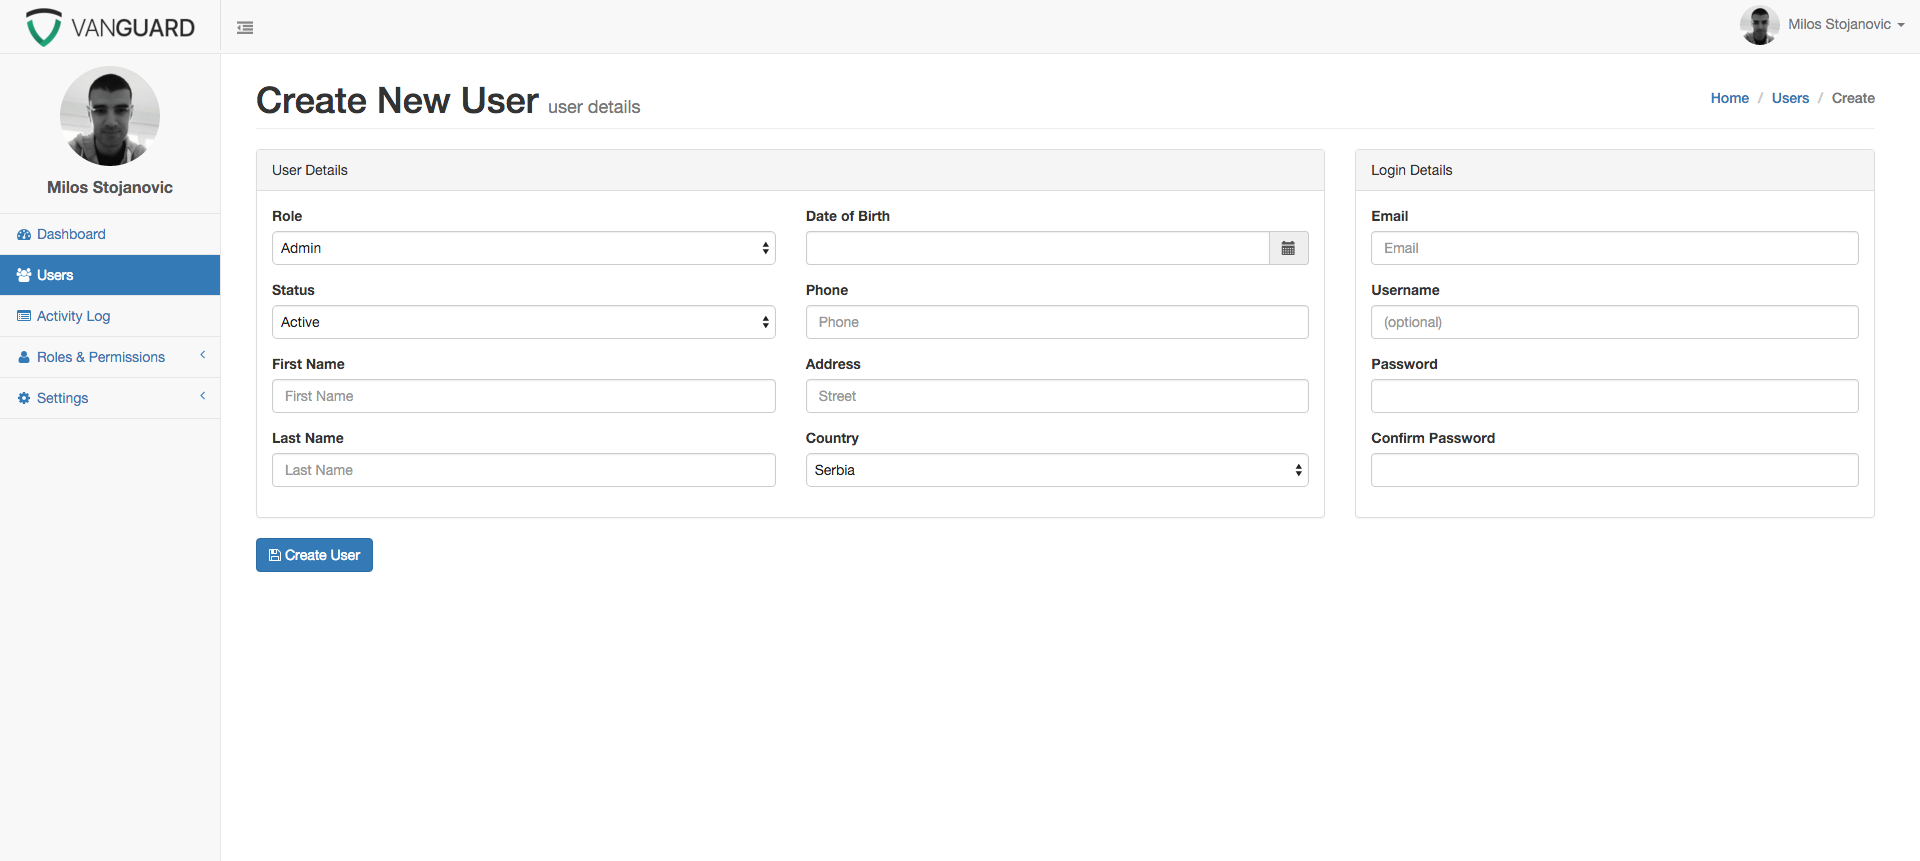 VANGUARD
Milos Stojanovic
Milos Stojanovic
Dashboard
Users
Activity Log
Roles & Permissions
Settings
Create New User user details
Home / Users / Create
User Details
Role
Admin
Date of Birth
Status
Active
Phone
Phone
First Name
First Name
Address
Street
Last Name
Last Name
Country
Serbia
Login Details
Email
Email
Username
(optional)
Password
Confirm Password
Create User